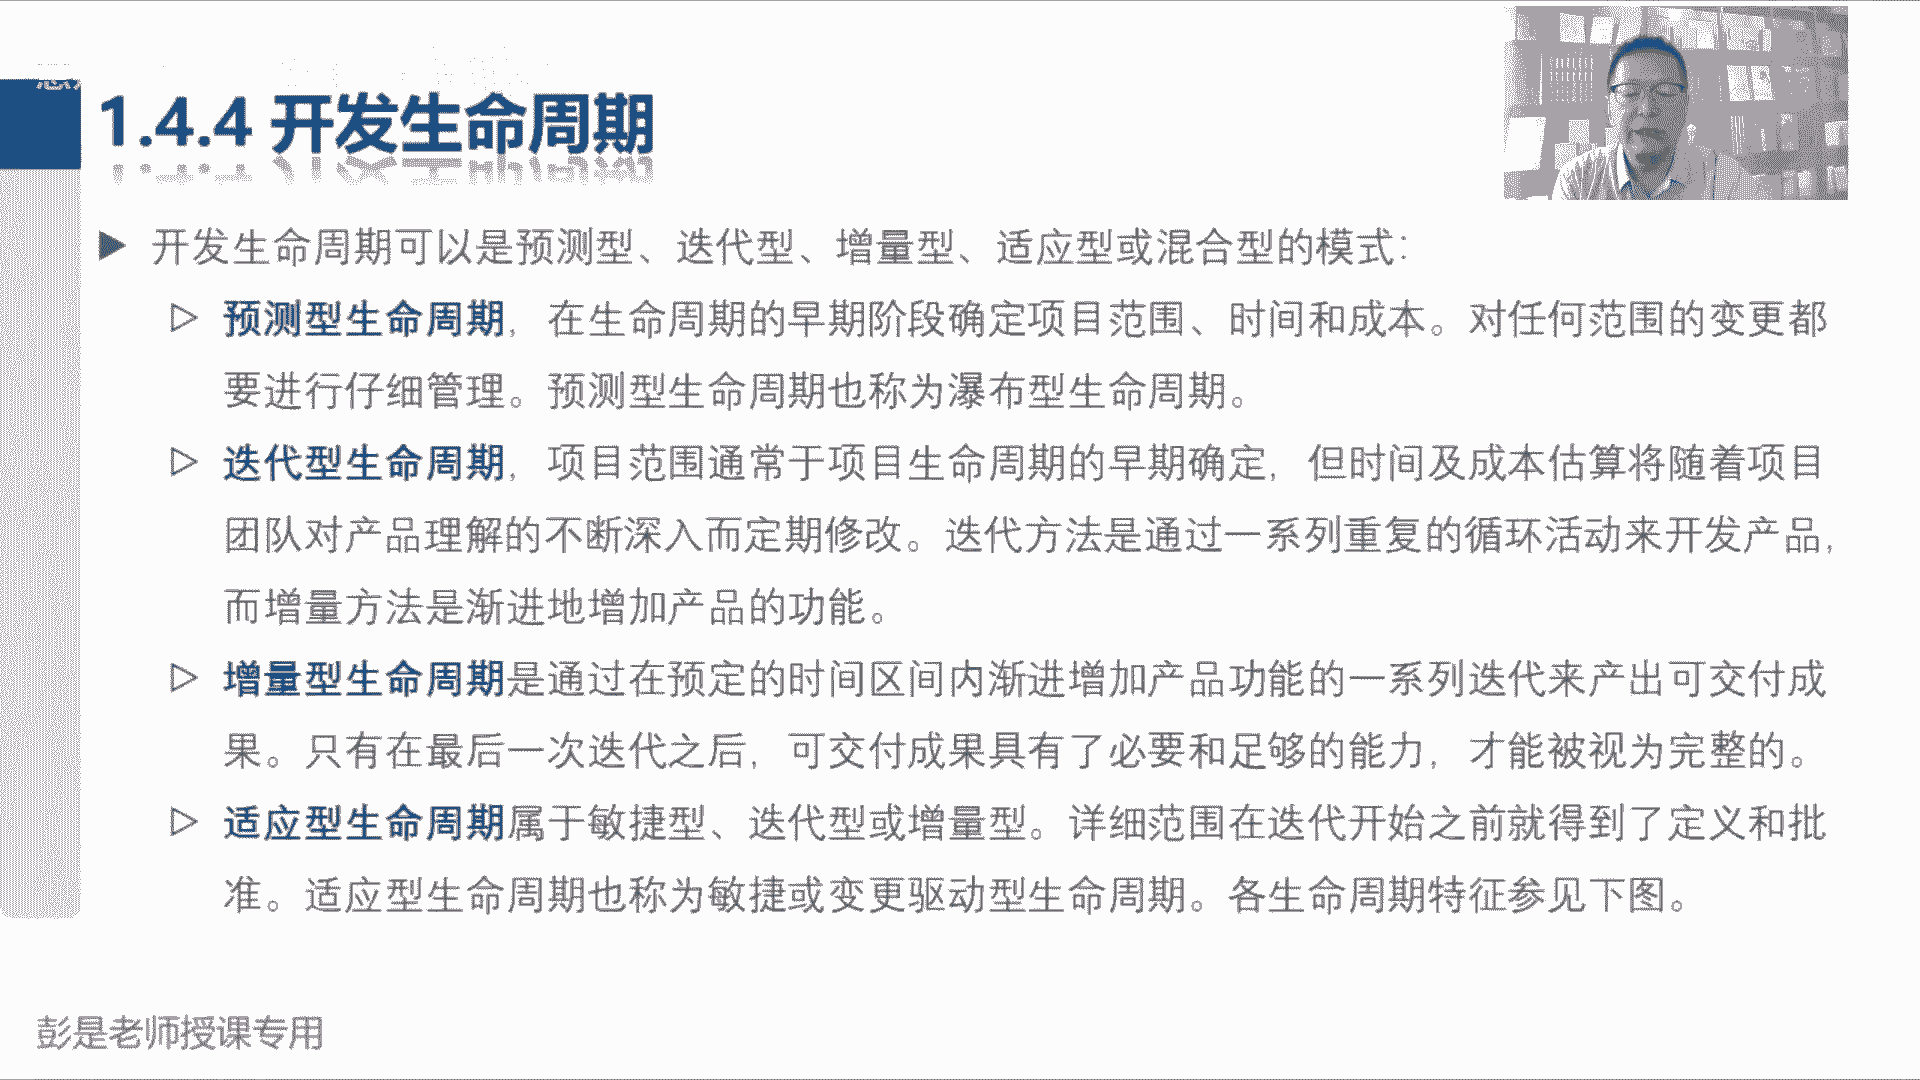 1.4.4 开发生命周期
开发生命周期可以是预测型、迭代型、增量型、适应型或混合型的模式：
预测型生命周期，在生命周期的早期阶段确定项目范围、时间和成本。对任何范围的变更都
要进行仔细管理。预测型生命周期也称为瀑布型生命周期。
迭代型生命周期，项目范围通常于项目生命周期的早期确定，但时间及成本估算将随着项目
团队对产品理解的不断深入而定期修改。迭代方法是通过一系列重复的循环活动来开发产品，
而增量方法是渐进地增加产品的功能。
增量型生命周期是通过在预定的时间区间内渐进增加产品功能的一系列迭代来产出可交付成
果。只有在最后一次迭代之后，可交付成果具有了必要和足够的能力，才能被视为完整的。
适应型生命周期属于敏捷型、迭代型或增量型。详细范围在迭代开始之前就得到了定义和批
准。适应型生命周期也称为敏捷或变更驱动型生命周期。各生命周期特征参见下图。
彭是老师授课专用